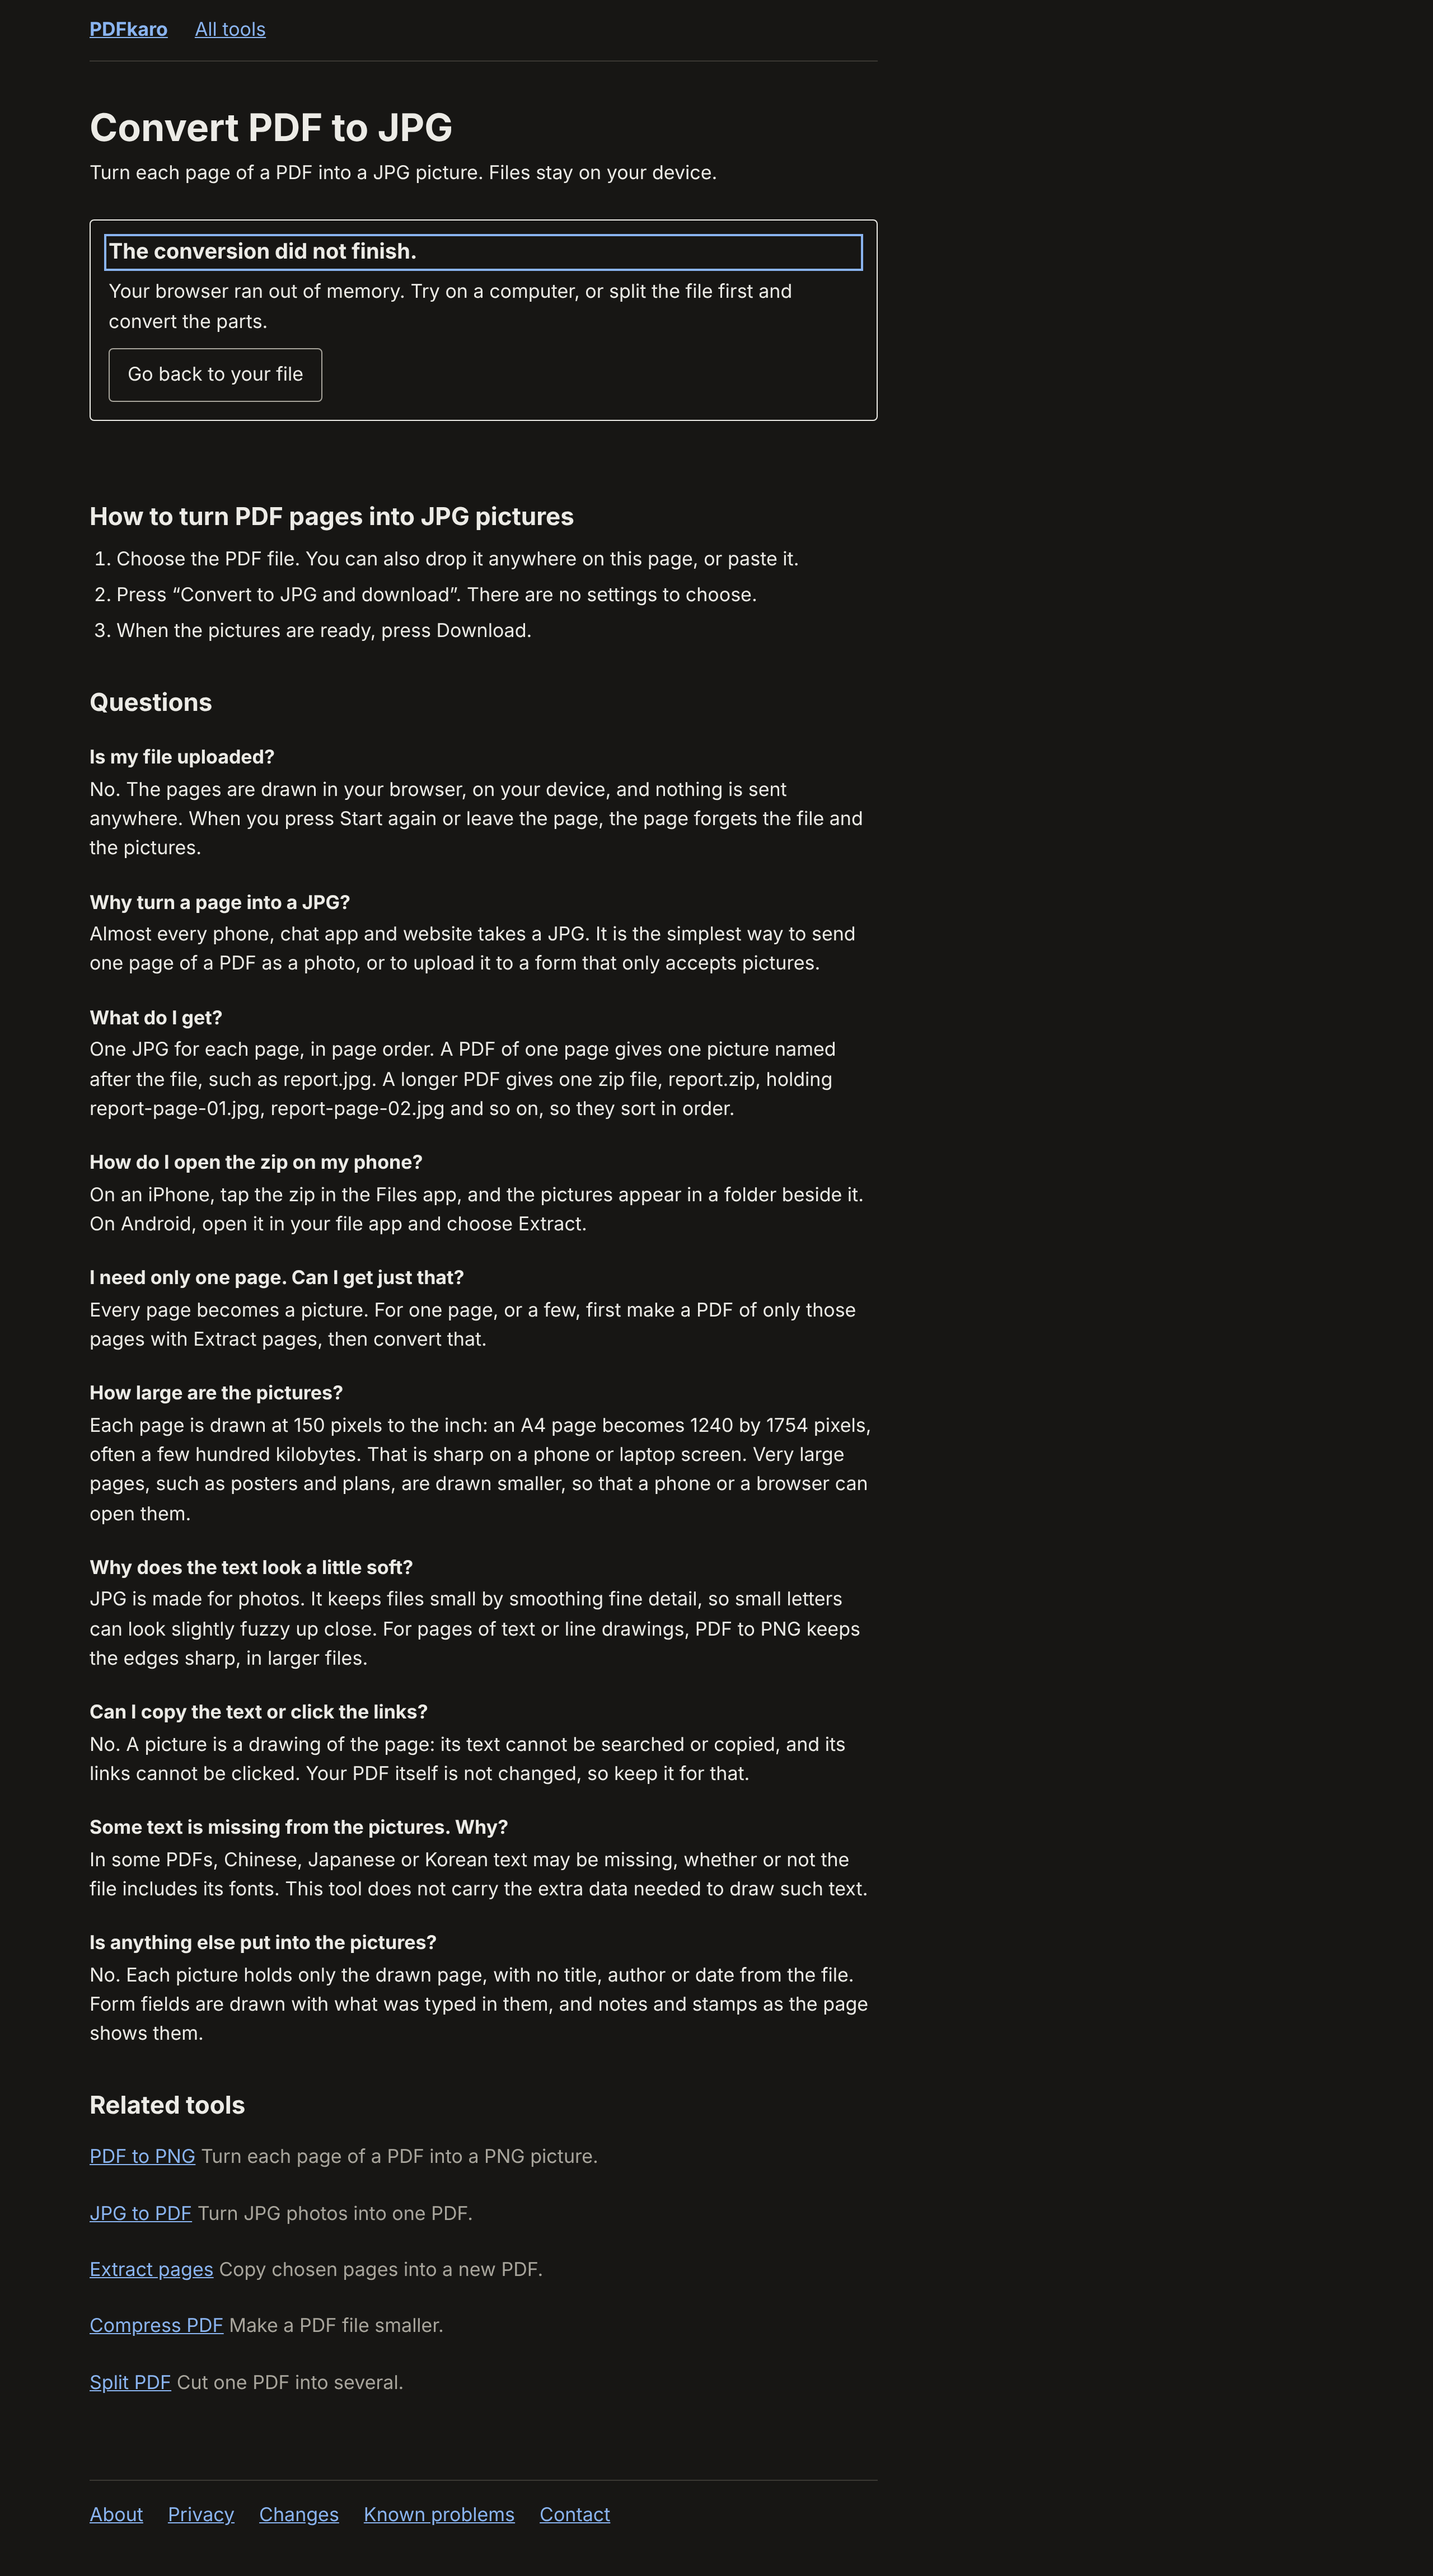 PDFkaro All tools
Convert PDF to JPG
Turn each page of a PDF into a JPG picture. Files stay on your device.
The conversion did not finish.
Your browser ran out of memory. Try on a computer, or split the file first and
convert the parts.
Go back to your file
How to turn PDF pages into JPG pictures
1. Choose the PDF file. You can also drop it anywhere on this page, or paste it.
2. Press “Convert to JPG and download”. There are no settings to choose.
3. When the pictures are ready, press Download.
Questions
Is my file uploaded?
No. The pages are drawn in your browser, on your device, and nothing is sent
anywhere. When you press Start again or leave the page, the page forgets the file and
the pictures.
Why turn a page into a JPG?
Almost every phone, chat app and website takes a JPG. It is the simplest way to send
one page of a PDF as a photo, or to upload it to a form that only accepts pictures.
What do I get?
One JPG for each page, in page order. A PDF of one page gives one picture named
after the file, such as report.jpg. A longer PDF gives one zip file, report.zip, holding
report-page-01.jpg, report-page-02.jpg and so on, so they sort in order.
How do I open the zip on my phone?
On an iPhone, tap the zip in the Files app, and the pictures appear in a folder beside it.
On Android, open it in your file app and choose Extract.
I need only one page. Can I get just that?
Every page becomes a picture. For one page, or a few, first make a PDF of only those
pages with Extract pages, then convert that.
How large are the pictures?
Each page is drawn at 150 pixels to the inch: an A4 page becomes 1240 by 1754 pixels,
often a few hundred kilobytes. That is sharp on a phone or laptop screen. Very large
pages, such as posters and plans, are drawn smaller, so that a phone or a browser can
open them.
Why does the text look a little soft?
JPG is made for photos. It keeps files small by smoothing fine detail, so small letters
can look slightly fuzzy up close. For pages of text or line drawings, PDF to PNG keeps
the edges sharp, in larger files.
Can I copy the text or click the links?
No. A picture is a drawing of the page: its text cannot be searched or copied, and its
links cannot be clicked. Your PDF itself is not changed, so keep it for that.
Some text is missing from the pictures. Why?
In some PDFs, Chinese, Japanese or Korean text may be missing, whether or not the
file includes its fonts. This tool does not carry the extra data needed to draw such text.
Is anything else put into the pictures?
No. Each picture holds only the drawn page, with no title, author or date from the file.
Form fields are drawn with what was typed in them, and notes and stamps as the page
shows them.
Related tools
PDF to PNG Turn each page of a PDF into a PNG picture.
JPG to PDF Turn JPG photos into one PDF.
Extract pages Copy chosen pages into a new PDF.
Compress PDF Make a PDF file smaller.
Split PDF Cut one PDF into several.
About Privacy Changes Known problems Contact